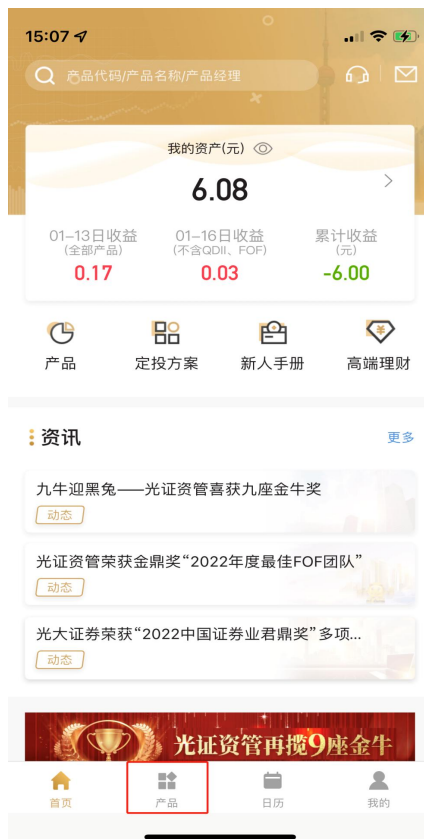 15:07
产品代码/产品名称/产品经理
我的资产(元)
6.08
01-13日收益 01-16日收益 累计收益
(全部产品) (不含QDII、FOF) (元)
0.17 0.03 -6.00
产品 定投方案 新人手册 高端理财
资讯 更多
九牛迎黑兔——光证资管喜获九座金牛奖
动态
光证资管荣获金鼎奖“2022年度最佳FOF团队”
动态
光大证券荣获“2022中国证券业君鼎奖”多项...
动态
光证资管再揽9座金牛
首页 产品 日历 我的